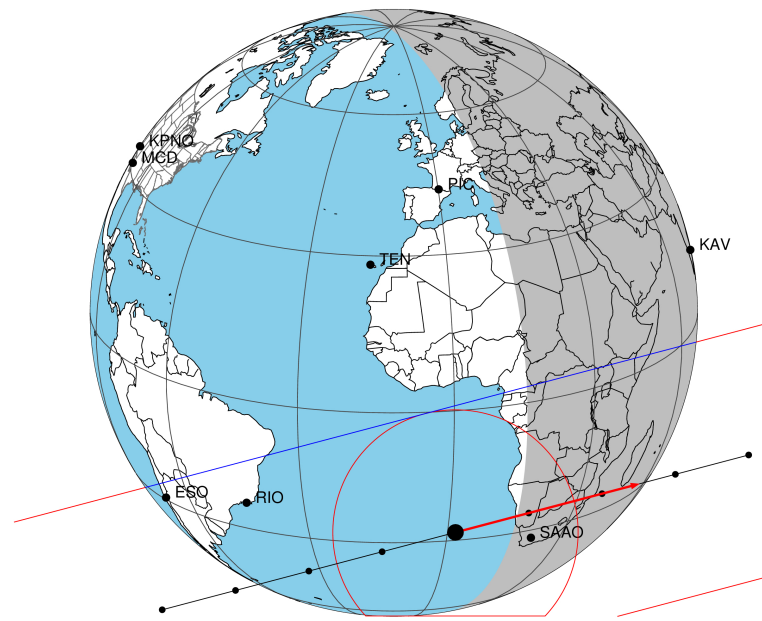 KPNO
MCD
PIC
KAV
TEN
ESO
RIO
SAAO